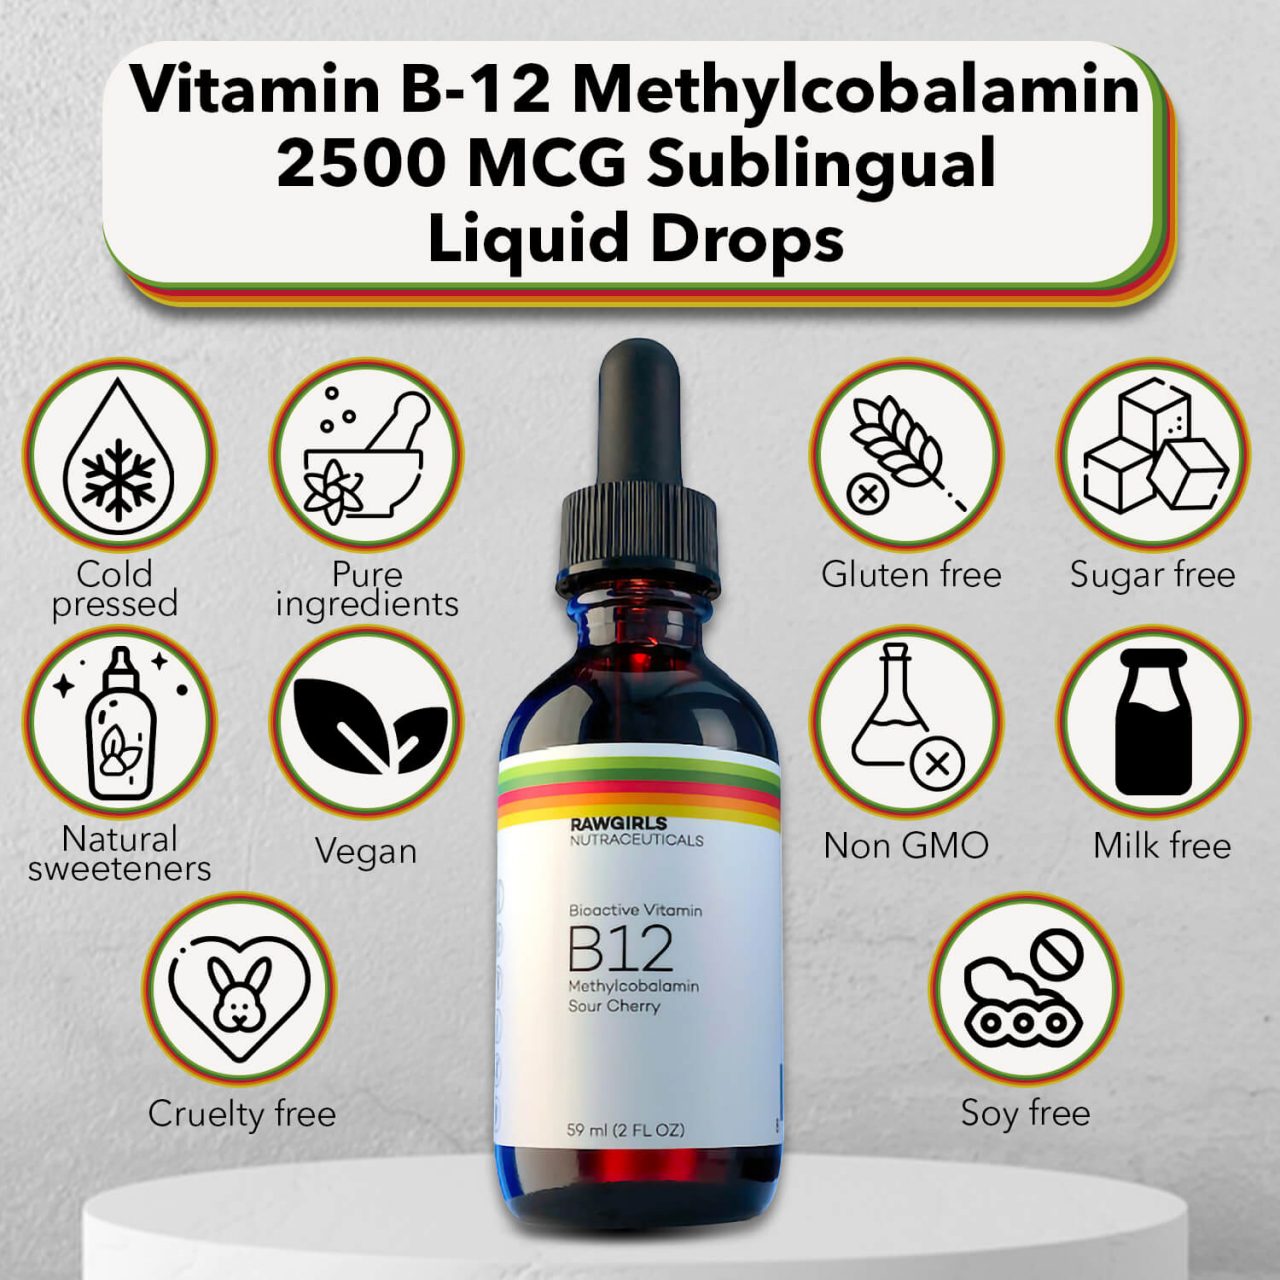 Vitamin B-12 Methylcobalamin
2500 MCG Sublingual
Liquid Drops
Cold
pressed
Pure
ingredients
Gluten free
Sugar free
Natural
sweeteners
Vegan
Non GMO
Milk free
Cruelty free
Soy free
RAWGIRLS
NUTRACEUTICALS
Bioactive Vitamin
B12
Methylcobalamin
Sour Cherry
59 ml (2 FL OZ)
8